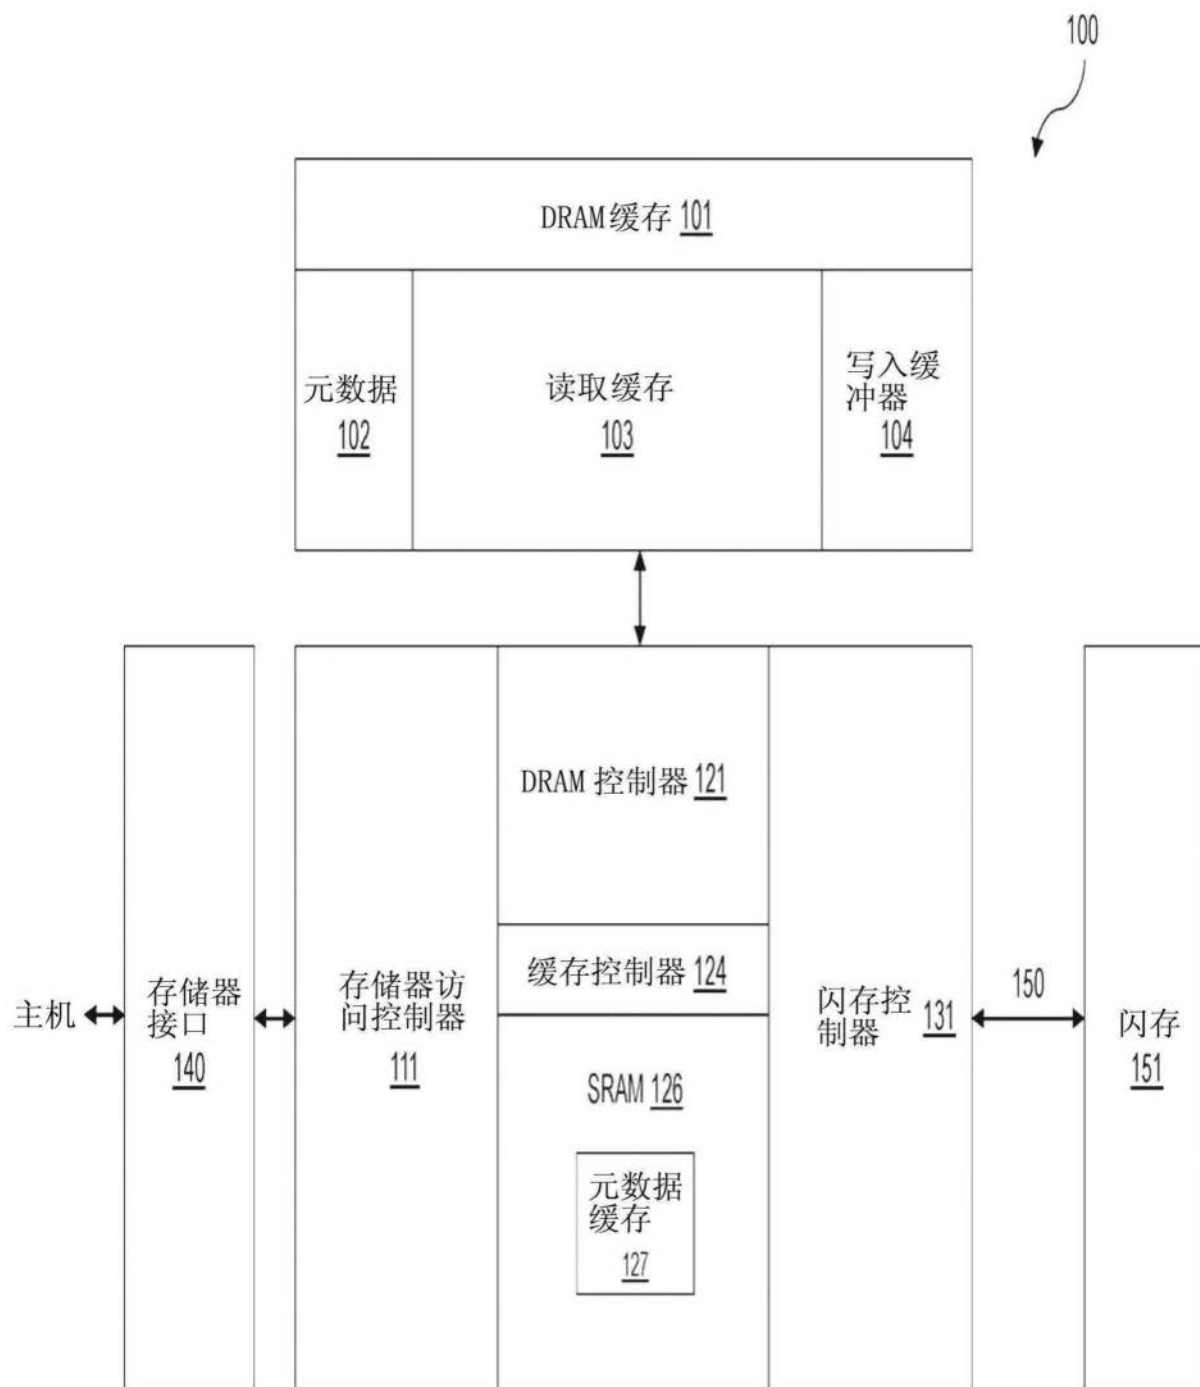 100
DRAM缓存 101
元数据
102
读取缓存
103
写入缓
冲器
104
DRAM 控制器 121
缓存控制器 124
主机
存储器
接口
140
存储器访
问控制器
111
SRAM 126
元数据
缓存
127
闪存控
制器 131
150
闪存
151